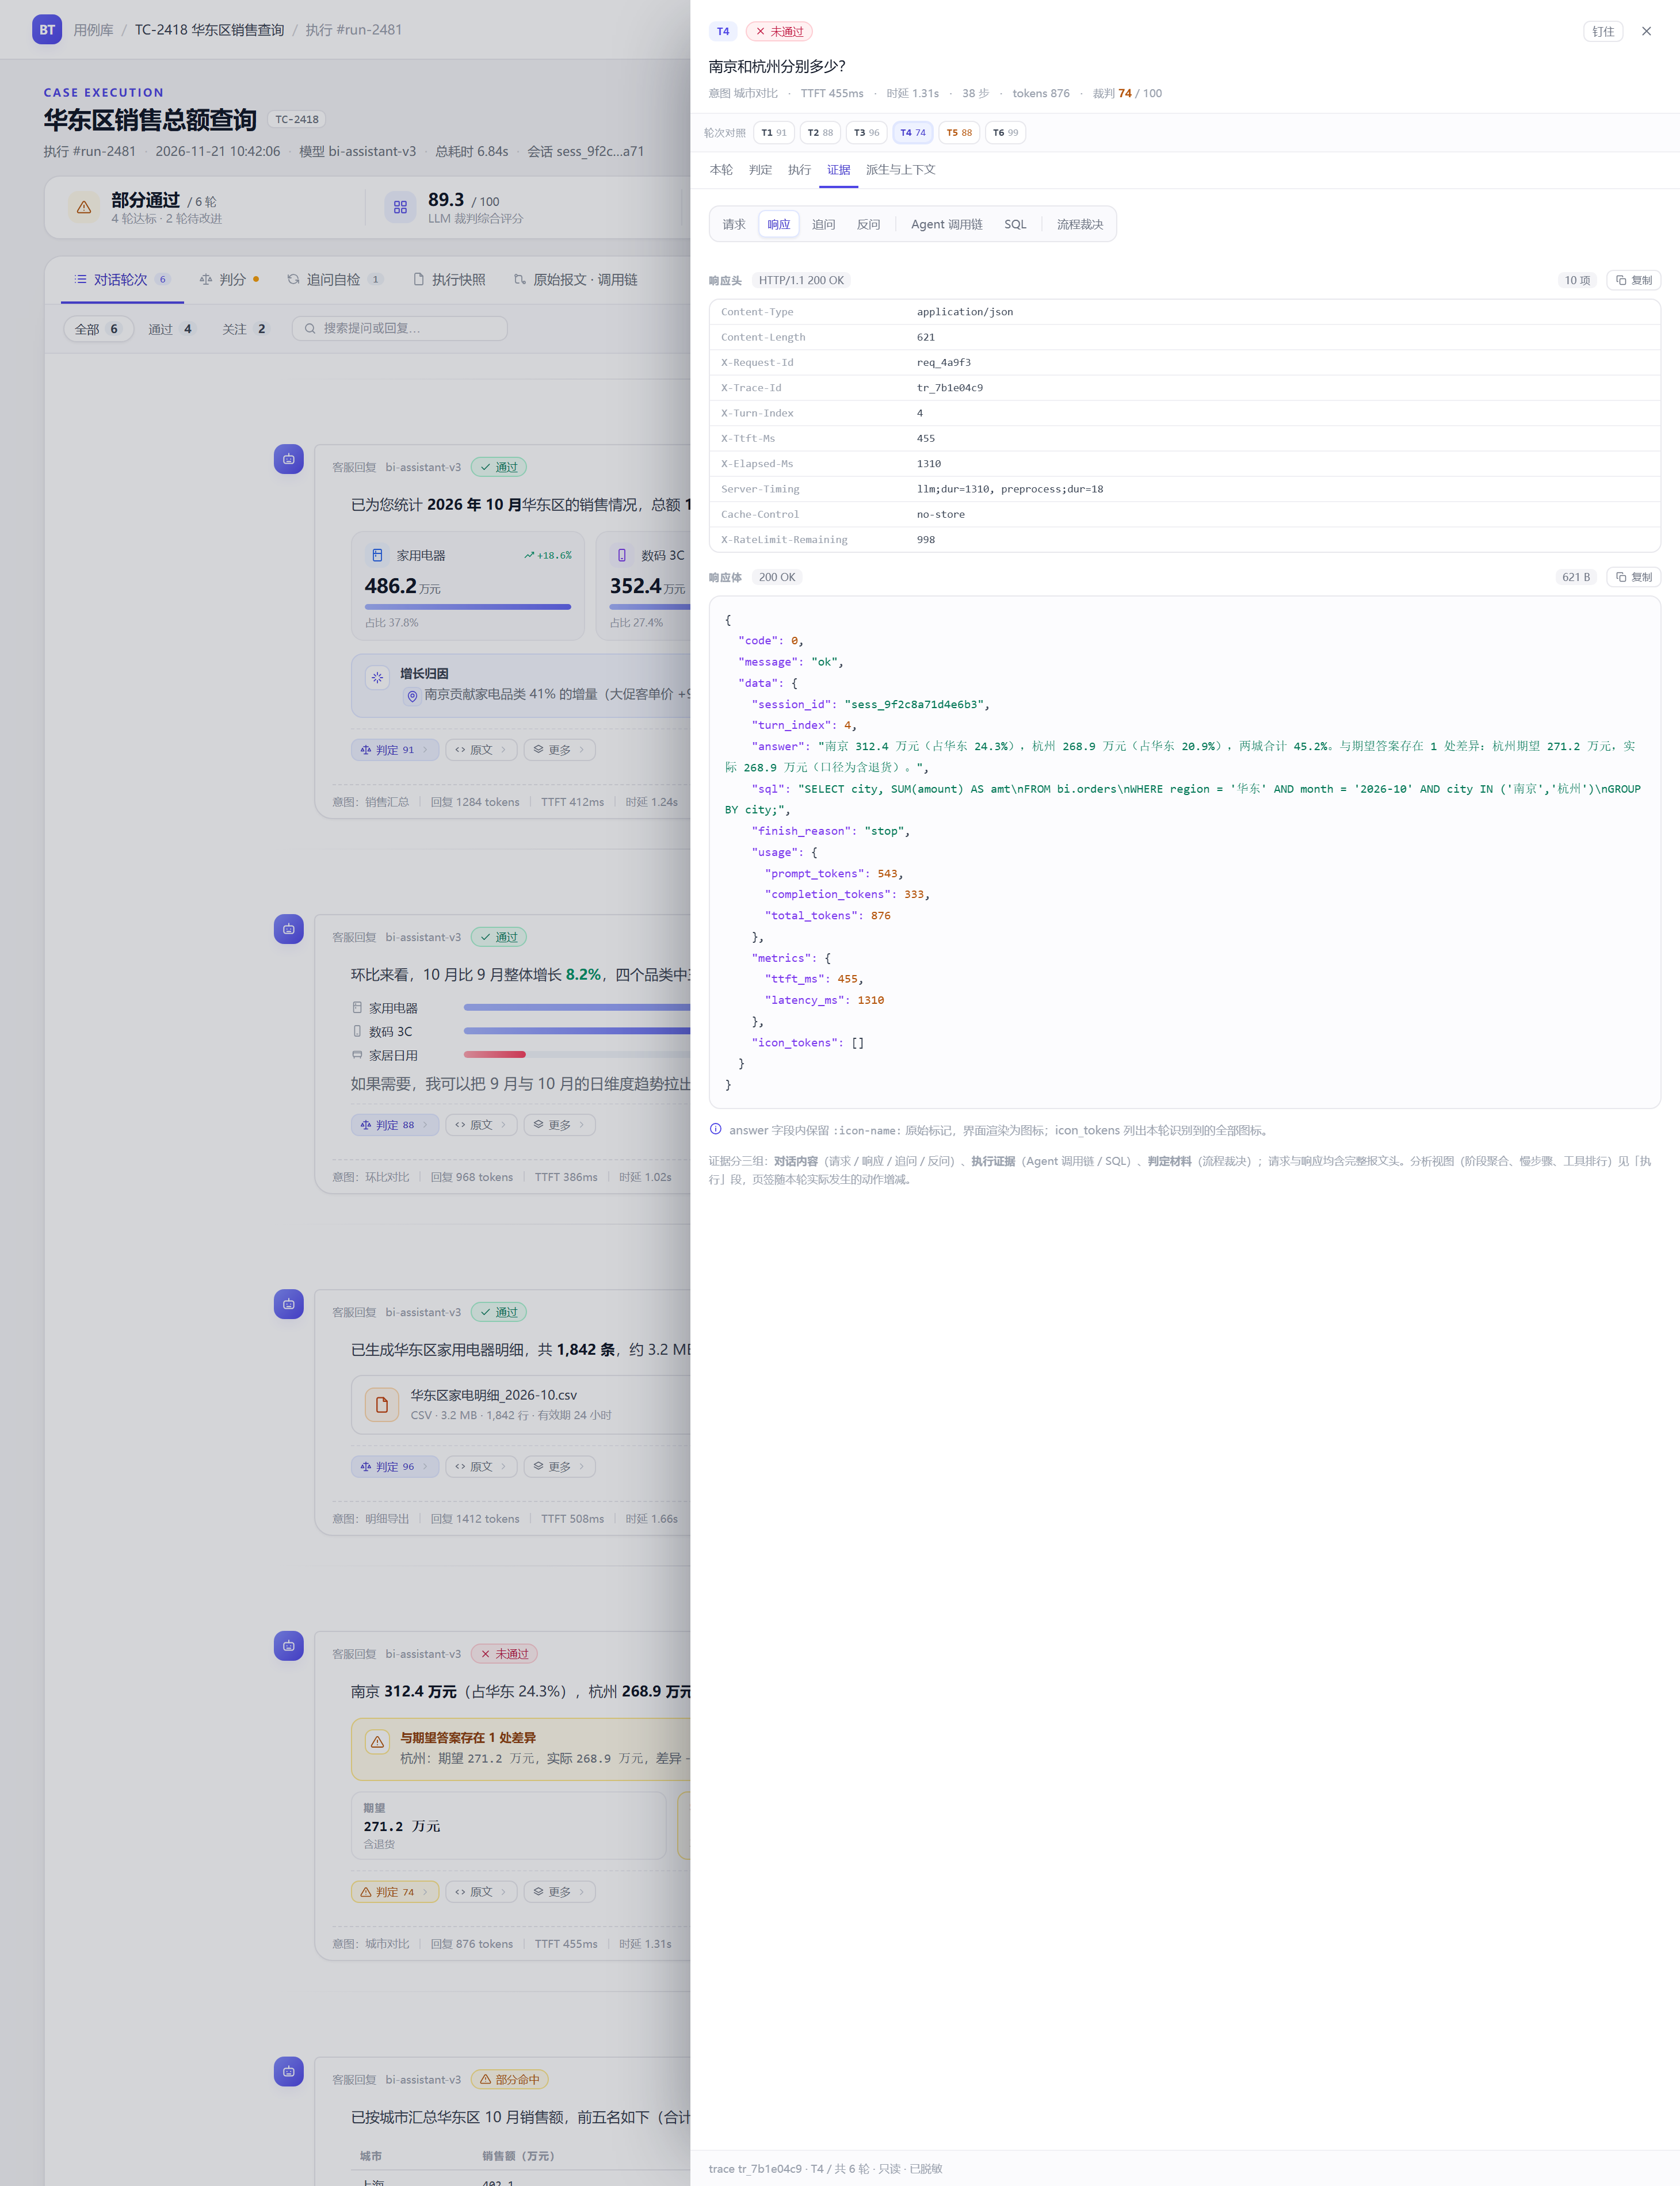 BT 用例库 / TC-2418 华东区销售查询 / 执行 #run-2481
CASE EXECUTION
华东区销售总额查询 TC-2418
执行 #run-2481 · 2026-11-21 10:42:06 · 模型 bi-assistant-v3 · 总耗时 6.84s · 会话 sess_9f2c…a71
部分通过 / 6 轮
4 轮达标 · 2 轮待改进
89.3 / 100
LLM 裁判综合评分
对话轮次 6 判分 追问自检 1 执行快照 原始报文 · 调用链
全部 6 通过 4 关注 2 搜索提问或回复…
客服回复 bi-assistant-v3 通过
已为您统计 2026 年 10 月华东区的销售情况，总额 1
家用电器 +18.6%
486.2 万元
占比 37.8%
数码 3C
352.4 万元
占比 27.4%
增长归因
南京贡献家电品类 41% 的增量（大促客单价 +9
判定 91 原文 更多
意图：销售汇总 回复 1284 tokens TTFT 412ms 时延 1.24s
客服回复 bi-assistant-v3 通过
环比来看，10 月比 9 月整体增长 8.2%，四个品类中三
家用电器
数码 3C
家居日用
如果需要，我可以把 9 月与 10 月的日维度趋势拉出
判定 88 原文 更多
意图：环比对比 回复 968 tokens TTFT 386ms 时延 1.02s
客服回复 bi-assistant-v3 通过
已生成华东区家用电器明细，共 1,842 条，约 3.2 MB
华东区家电明细_2026-10.csv
CSV · 3.2 MB · 1,842 行 · 有效期 24 小时
判定 96 原文 更多
意图：明细导出 回复 1412 tokens TTFT 508ms 时延 1.66s
客服回复 bi-assistant-v3 未通过
南京 312.4 万元（占华东 24.3%），杭州 268.9 万元
与期望答案存在 1 处差异
杭州：期望 271.2 万元，实际 268.9 万元，差异 -
期望
271.2 万元
含退货
判定 74 原文 更多
意图：城市对比 回复 876 tokens TTFT 455ms 时延 1.31s
客服回复 bi-assistant-v3 部分命中
已按城市汇总华东区 10 月销售额，前五名如下（合计
城市 销售额（万元）
上海 402.1
T4 未通过 钉住
南京和杭州分别多少？
意图 城市对比 · TTFT 455ms · 时延 1.31s · 38 步 · tokens 876 · 裁判 74 / 100
轮次对照 T1 91 T2 88 T3 96 T4 74 T5 88 T6 99
本轮 判定 执行 证据 派生与上下文
请求 响应 追问 反问 Agent 调用链 SQL 流程裁决
响应头 HTTP/1.1 200 OK 10 项 复制
Content-Type application/json
Content-Length 621
X-Request-Id req_4a9f3
X-Trace-Id tr_7b1e04c9
X-Turn-Index 4
X-Ttft-Ms 455
X-Elapsed-Ms 1310
Server-Timing llm;dur=1310, preprocess;dur=18
Cache-Control no-store
X-RateLimit-Remaining 998
响应体 200 OK 621 B 复制
{
"code": 0,
"message": "ok",
"data": {
"session_id": "sess_9f2c8a71d4e6b3",
"turn_index": 4,
"answer": "南京 312.4 万元（占华东 24.3%），杭州 268.9 万元（占华东 20.9%），两城合计 45.2%。与期望答案存在 1 处差异：杭州期望 271.2 万元，实
际 268.9 万元（口径为含退货）。",
"sql": "SELECT city, SUM(amount) AS amt\nFROM bi.orders\nWHERE region = '华东' AND month = '2026-10' AND city IN ('南京','杭州')\nGROUP
BY city;",
"finish_reason": "stop",
"usage": {
"prompt_tokens": 543,
"completion_tokens": 333,
"total_tokens": 876
},
"metrics": {
"ttft_ms": 455,
"latency_ms": 1310
},
"icon_tokens": []
}
}
answer 字段内保留 :icon-name: 原始标记，界面渲染为图标；icon_tokens 列出本轮识别到的全部图标。
证据分三组：对话内容（请求 / 响应 / 追问 / 反问）、执行证据（Agent 调用链 / SQL）、判定材料（流程裁决）；请求与响应均含完整报文头。分析视图（阶段聚合、慢步骤、工具排行）见「执
行」段，页签随本轮实际发生的动作增减。
trace tr_7b1e04c9 · T4 / 共 6 轮 · 只读 · 已脱敏